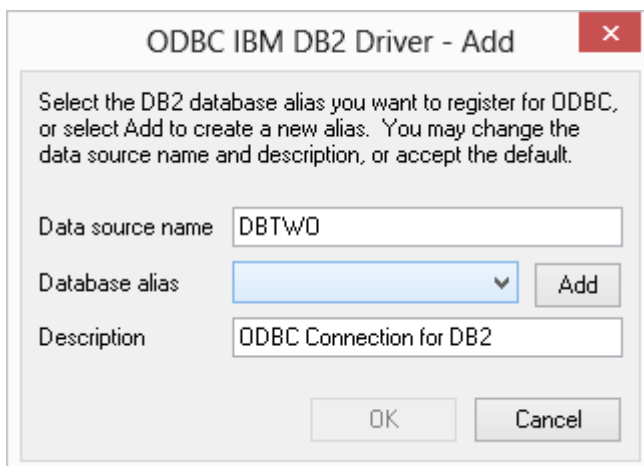 ODBC IBM DB2 Driver - Add
Select the DB2 database alias you want to register for ODBC,
or select Add to create a new alias. You may change the
data source name and description, or accept the default.
Data source name DBTWO
Database alias Add
Description ODBC Connection for DB2
OK Cancel